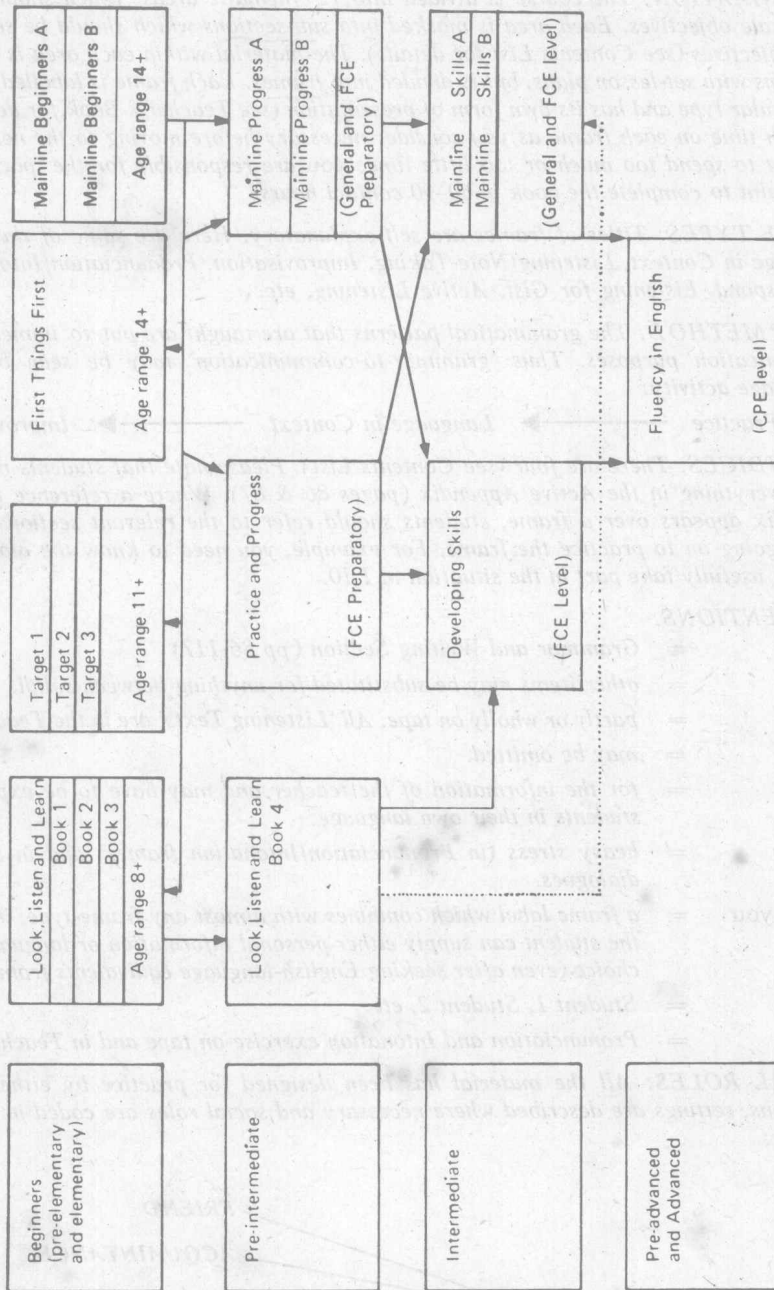 Beginners
(pre-elementary
and elementary)
Look, Listen and Learn
Book 1
Book 2
Book 3
Age range 8+
Target 1
Target 2
Target 3
Age range 11+
First Things First
Age range 14+
Mainline Beginners A
Mainline Beginners B
Age range 14+
Pre-intermediate
Look, Listen and Learn
Book 4
Practice and Progress
(FCE Preparatory)
Mainline Progress A
Mainline Progress B
(General and FCE
Preparatory)
Intermediate
Developing Skills
(FCE Level)
Mainline Skills A
Mainline Skills B
(General and FCE level)
Pre-advanced
and Advanced
Fluency in English
(CPE level)